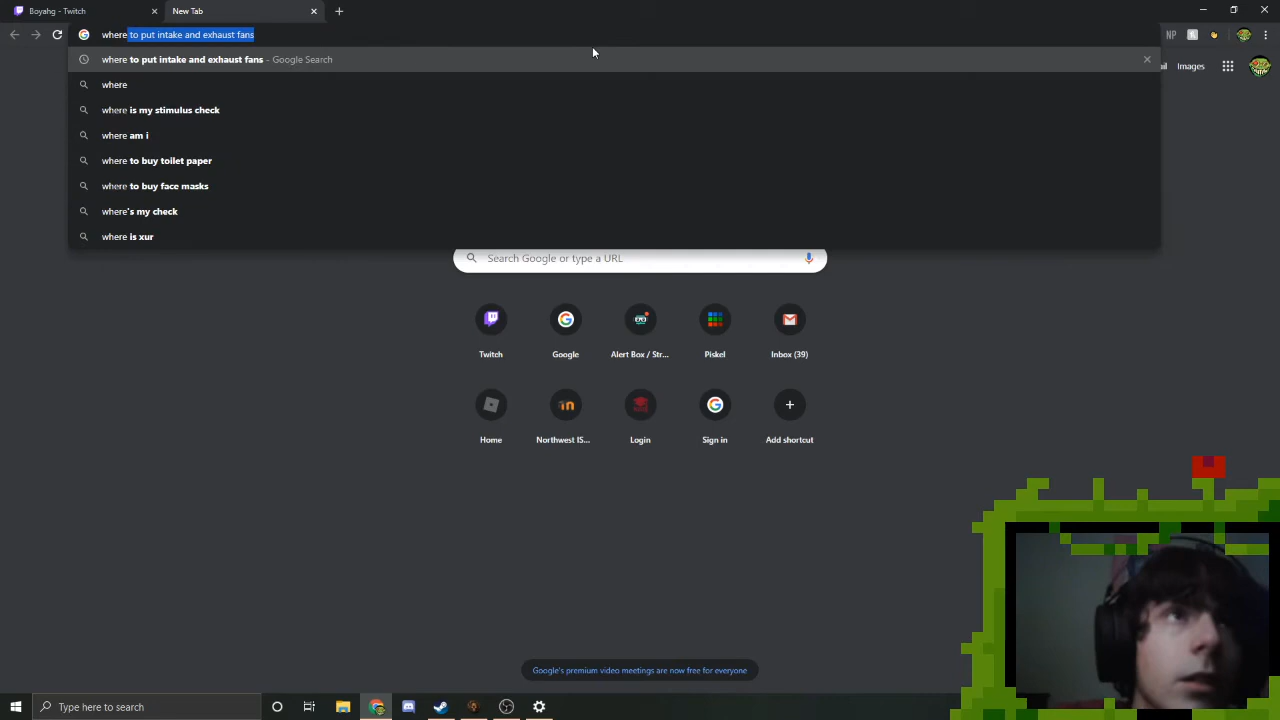 Boyahg - Twitch
New Tab
where to put intake and exhaust fans
NP
where to put intake and exhaust fans - Google Search
il Images
where
where is my stimulus check
where am i
where to buy toilet paper
where to buy face masks
where's my check
where is xur
Search Google or type a URL
Twitch
Google
Alert Box / Str...
Piskel
Inbox (39)
Home
Northwest IS...
Login
Sign in
Add shortcut
Google's premium video meetings are now free for everyone
Type here to search